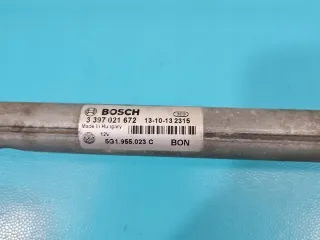 BOSCH
3 397 021 672 13-10-13 2315
Made in Hungary
12V
5G1.955.023 C BON